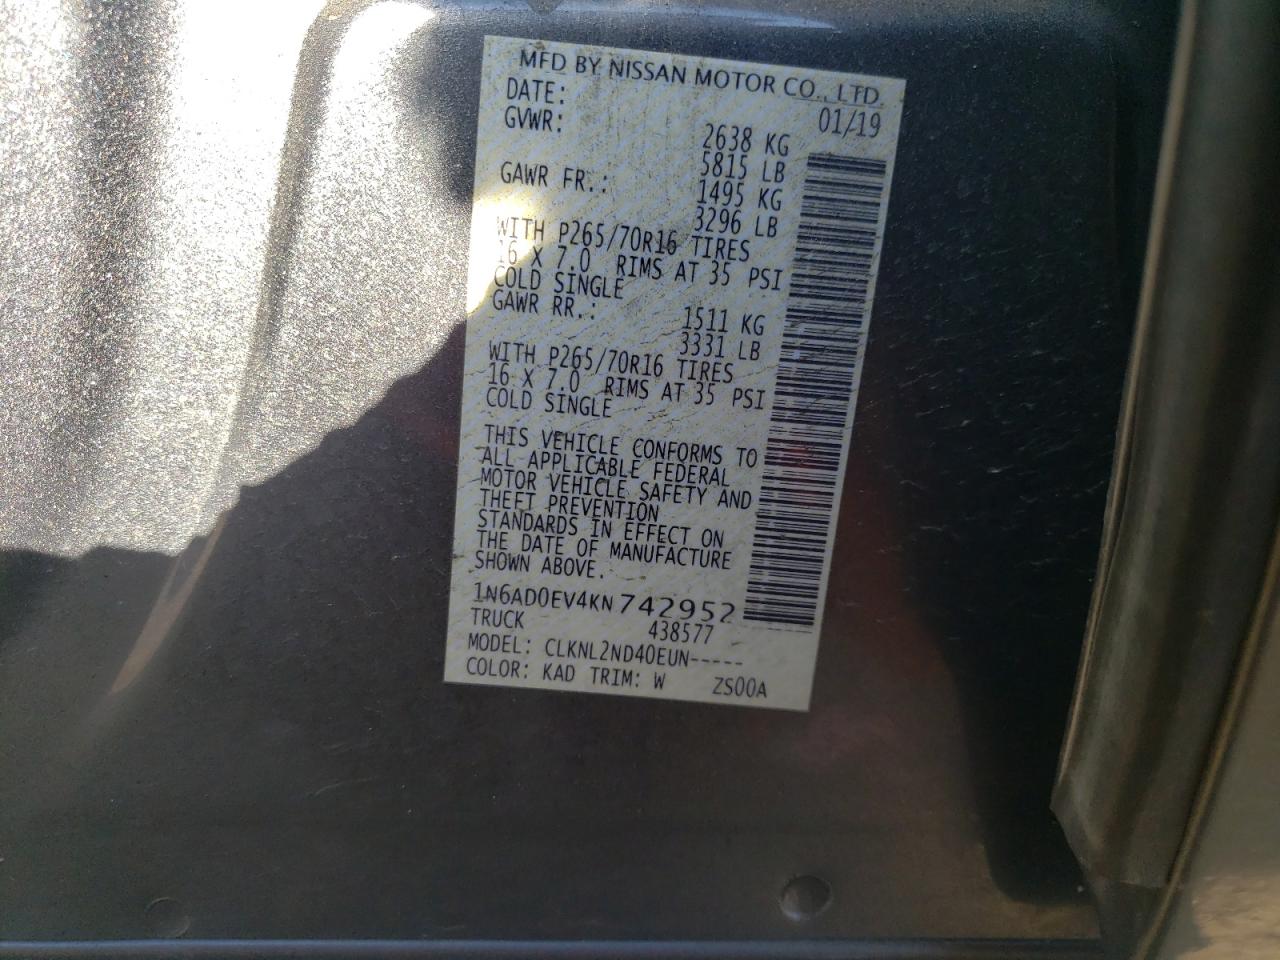 MFD BY NISSAN MOTOR CO., LTD.
DATE: 01/19
GVWR: 2638 KG
5815 LB
GAWR FR.: 1495 KG
3296 LB
WITH P265/70R16 TIRES
16 X 7.0 RIMS AT 35 PSI
COLD SINGLE
GAWR RR.: 1511 KG
3331 LB
WITH P265/70R16 TIRES
16 X 7.0 RIMS AT 35 PSI
COLD SINGLE
THIS VEHICLE CONFORMS TO
ALL APPLICABLE FEDERAL
MOTOR VEHICLE SAFETY AND
THEFT PREVENTION
STANDARDS IN EFFECT ON
THE DATE OF MANUFACTURE
SHOWN ABOVE.
1N6AD0EV4KN742952
TRUCK 438577
MODEL: CLKNL2ND40EUN-----
COLOR: KAD TRIM: W ZS00A